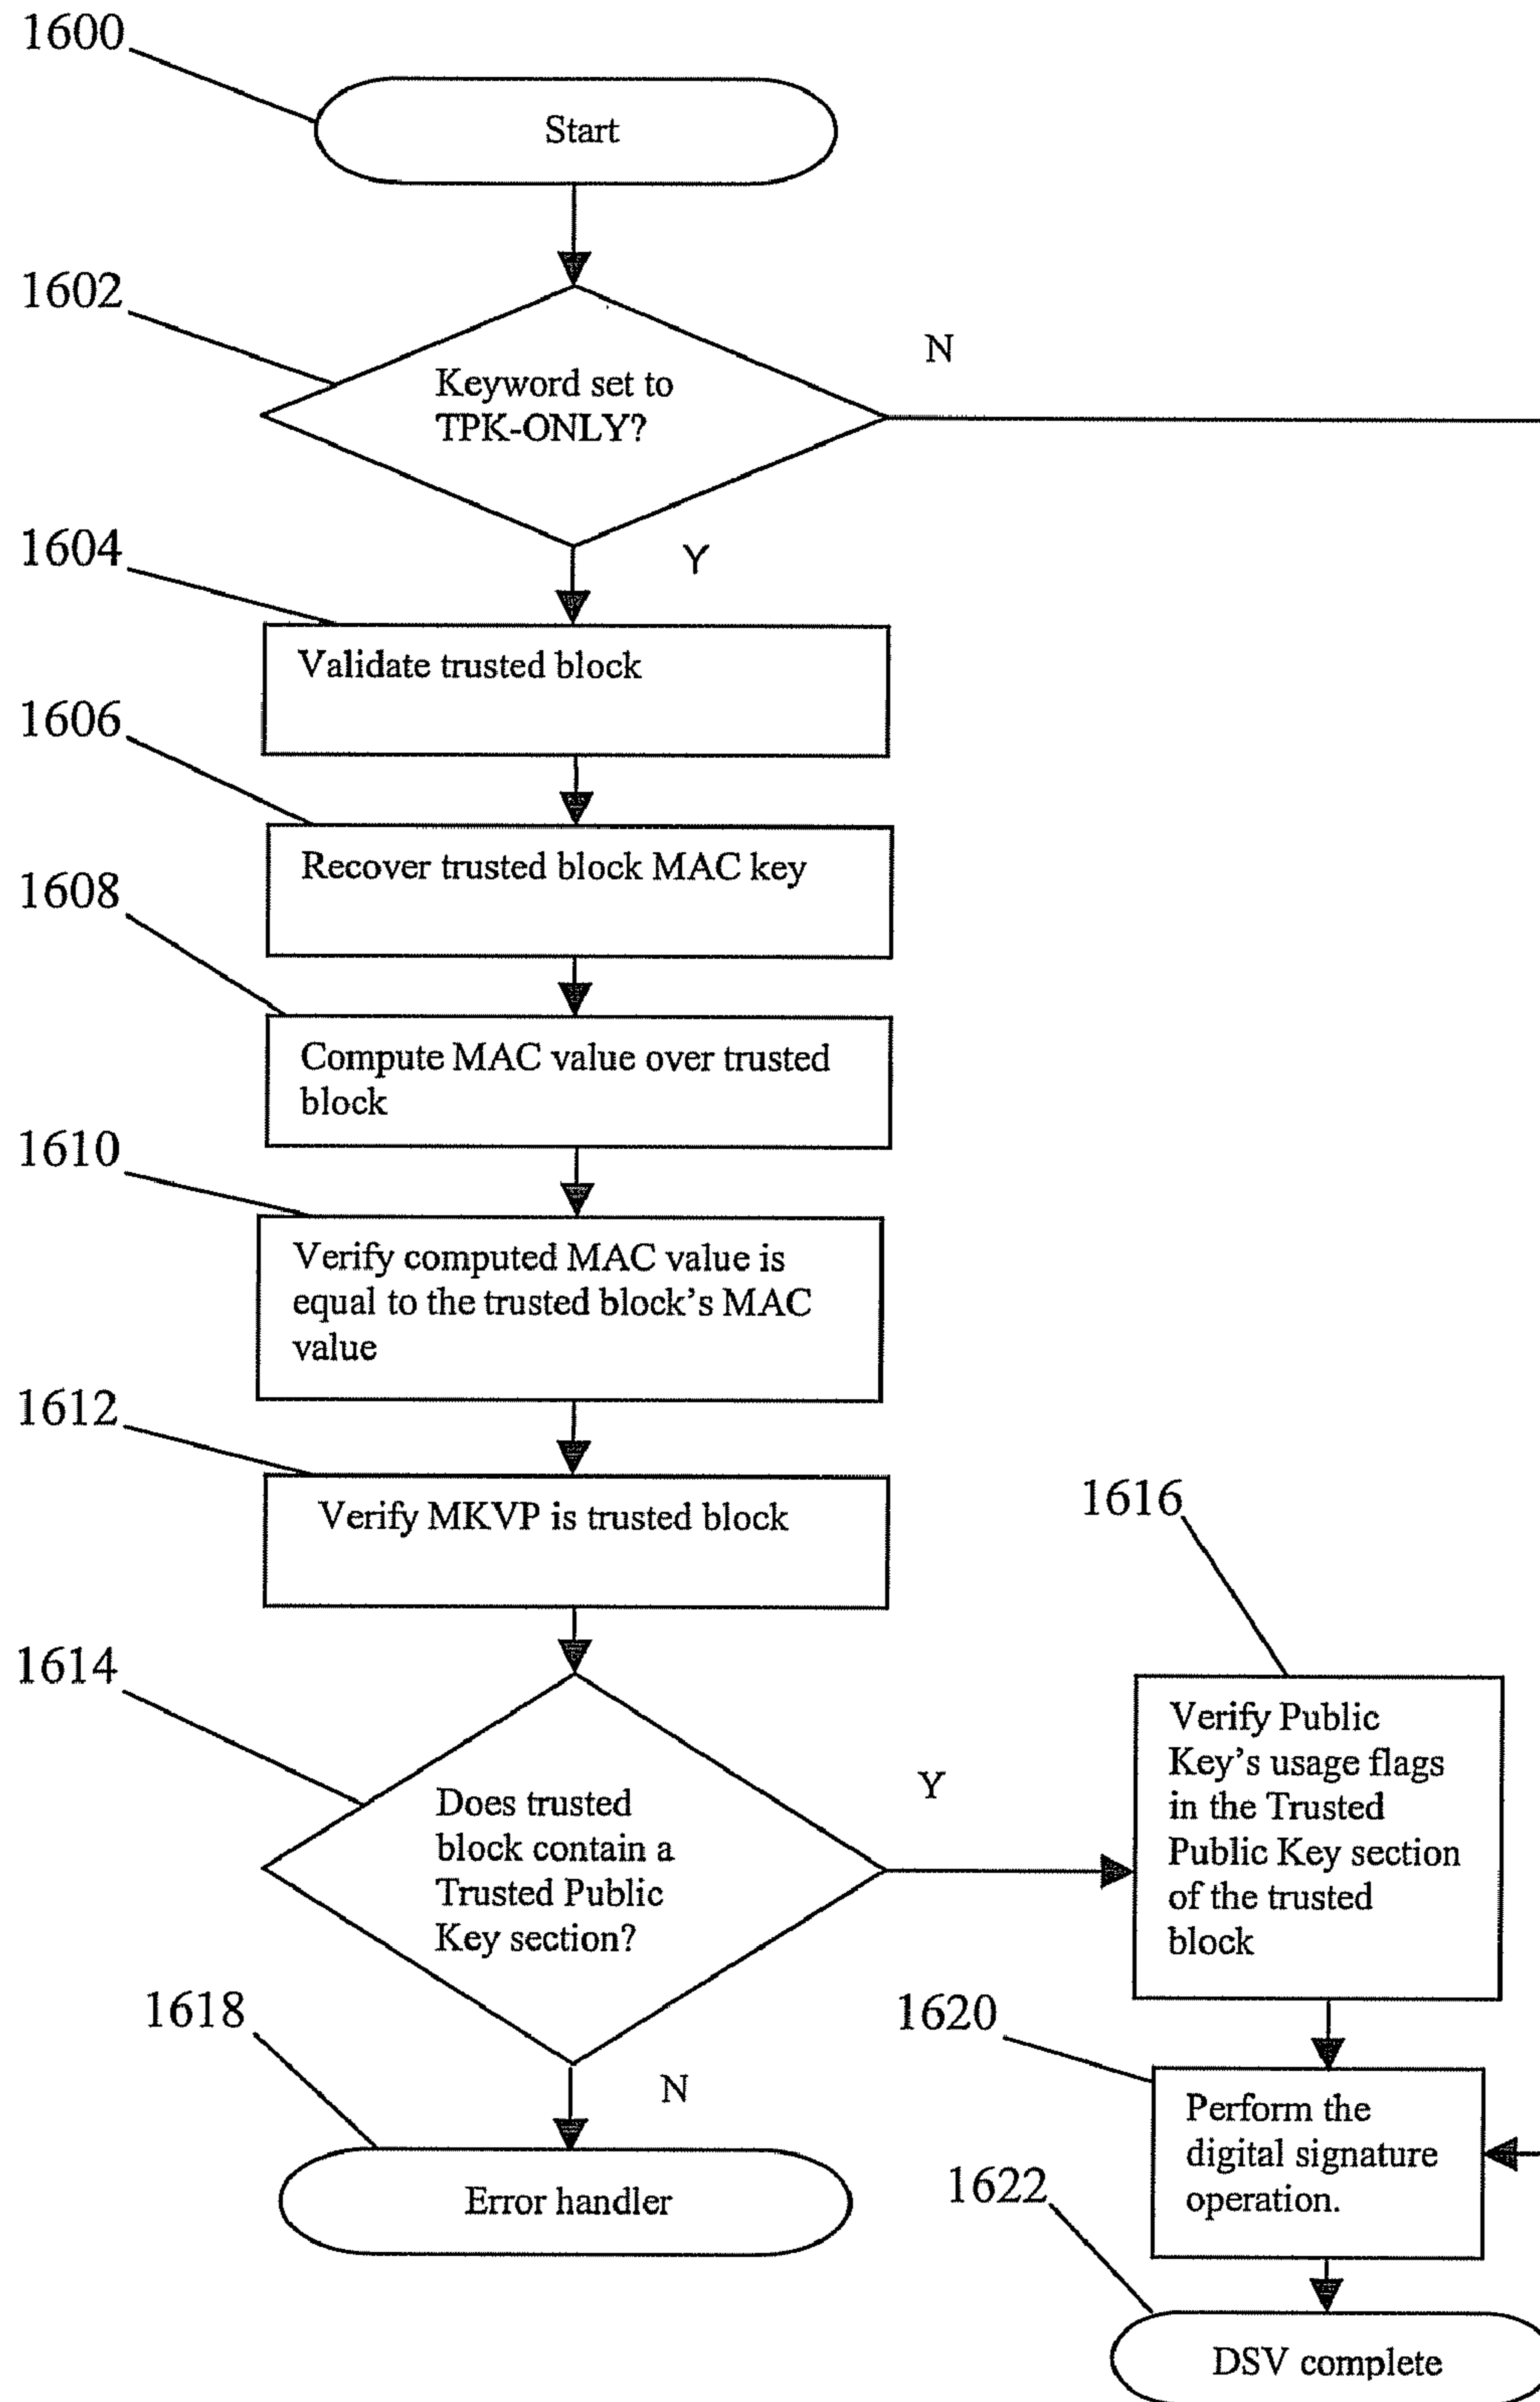 1600
Start
1602
Keyword set to
TPK-ONLY?
N
Y
1604
Validate trusted block
1606
Recover trusted block MAC key
1608
Compute MAC value over trusted
block
1610
Verify computed MAC value is
equal to the trusted block's MAC
value
1612
Verify MKVP is trusted block
1614
Does trusted
block contain a
Trusted Public
Key section?
Y
1616
Verify Public
Key's usage flags
in the Trusted
Public Key section
of the trusted
block
N
1618
Error handler
1620
Perform the
digital signature
operation.
1622
DSV complete